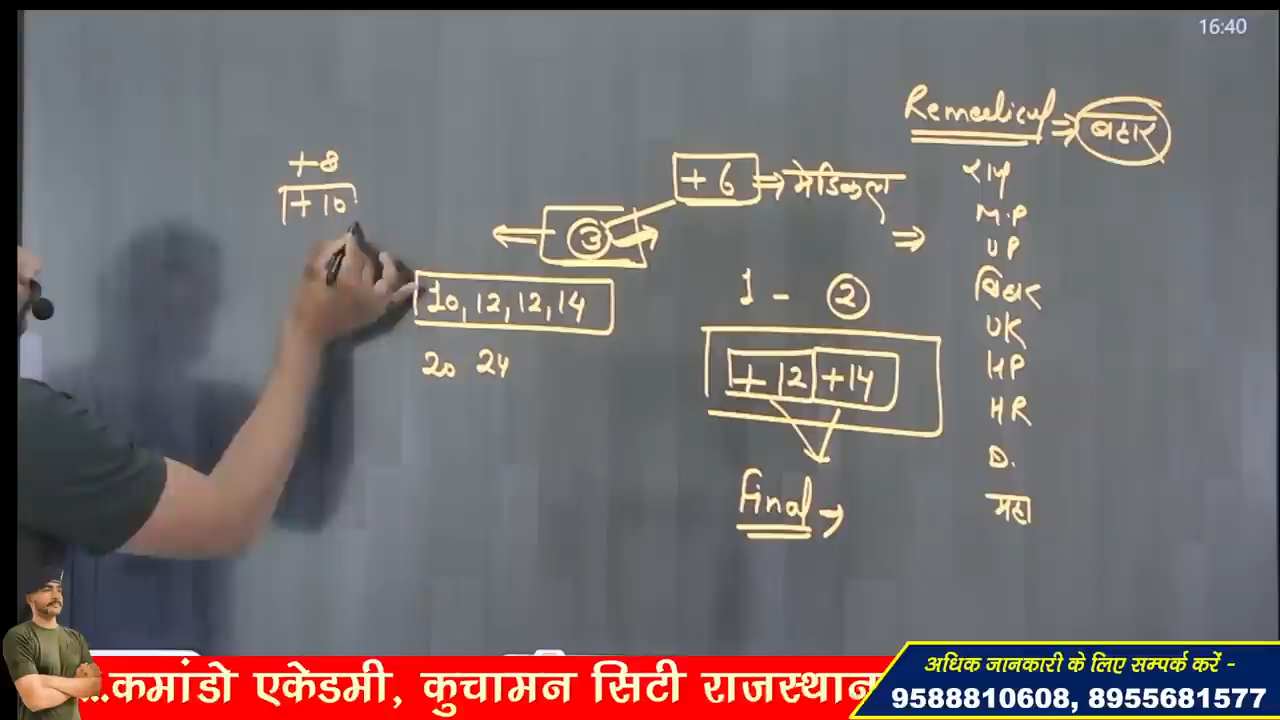 16:40
Remedical ⇒ बहार
+8
+10
+6 ⇒ मेडिकल
3
10, 12, 12, 14
20 24
1 - 2
+12 +14
Final →
राज
M.P
UP
बिहार
UK
HP
HR
D.
महा
...कमांडो एकेडमी, कुचामन सिटी राजस्थान
अधिक जानकारी के लिए सम्पर्क करें -
9588810608, 8955681577